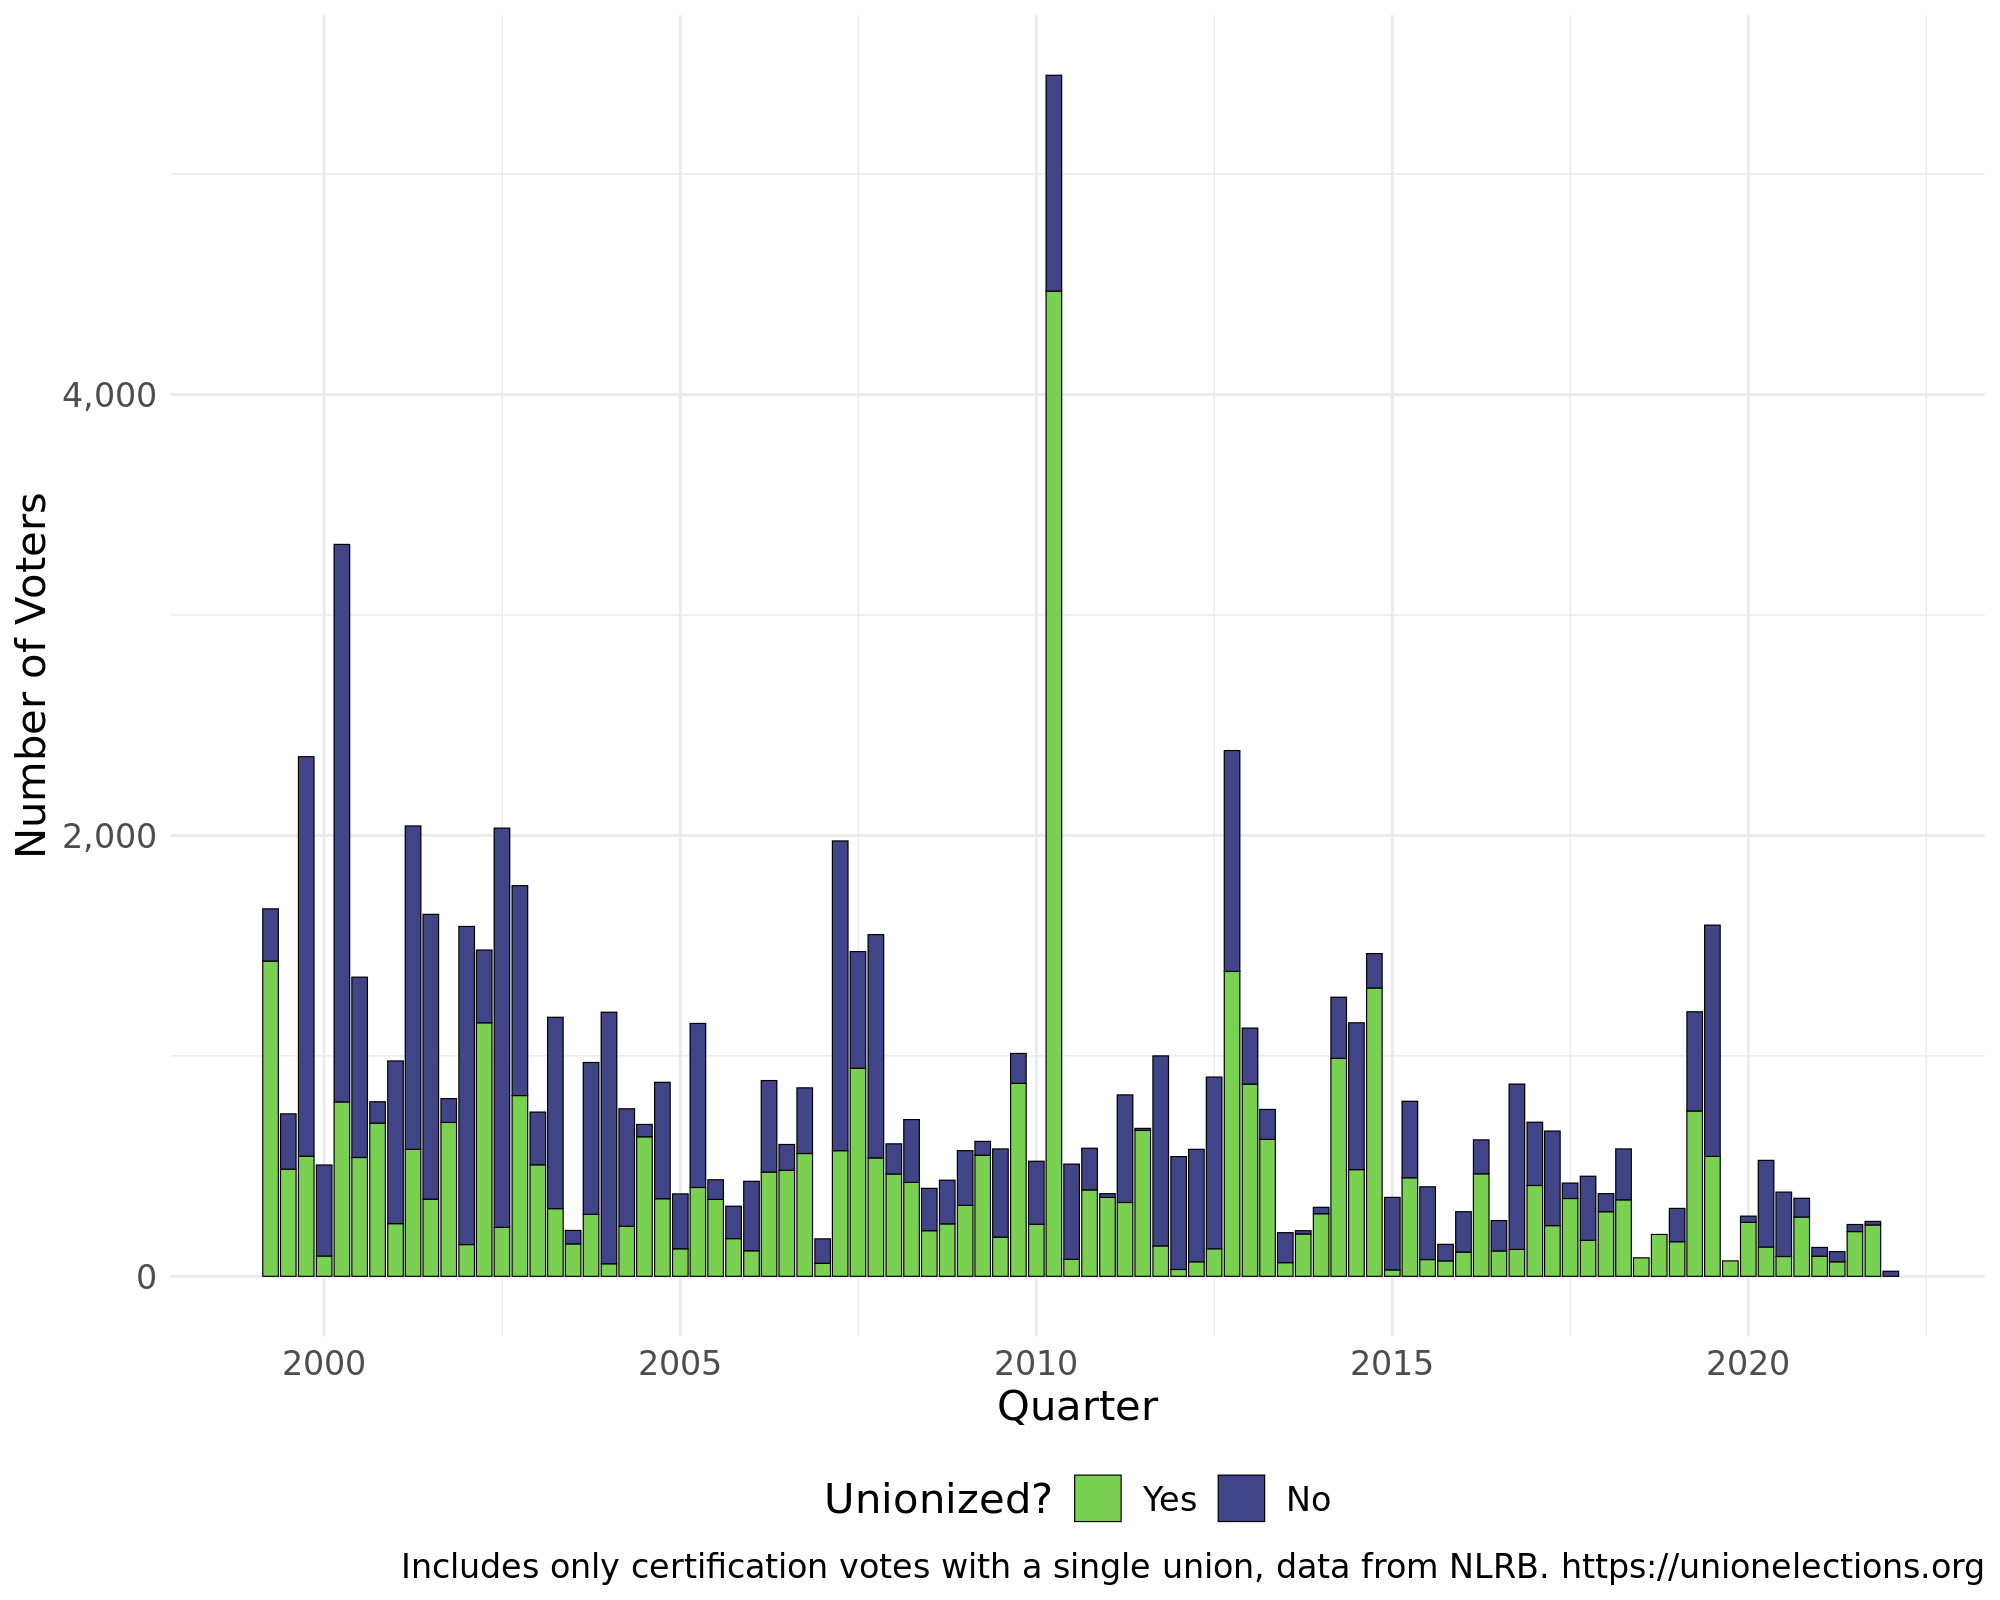 Number of Voters
4,000
2,000
0
2000 2005 2010 2015 2020
Quarter
Unionized? Yes No
Includes only certification votes with a single union, data from NLRB. https://unionelections.org